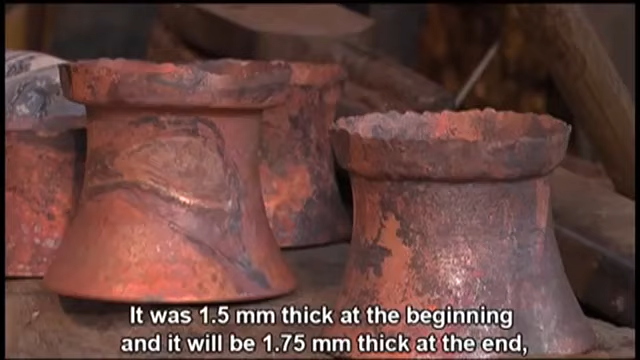 It was 1.5 mm thick at the beginning
and it will be 1.75 mm thick at the end,